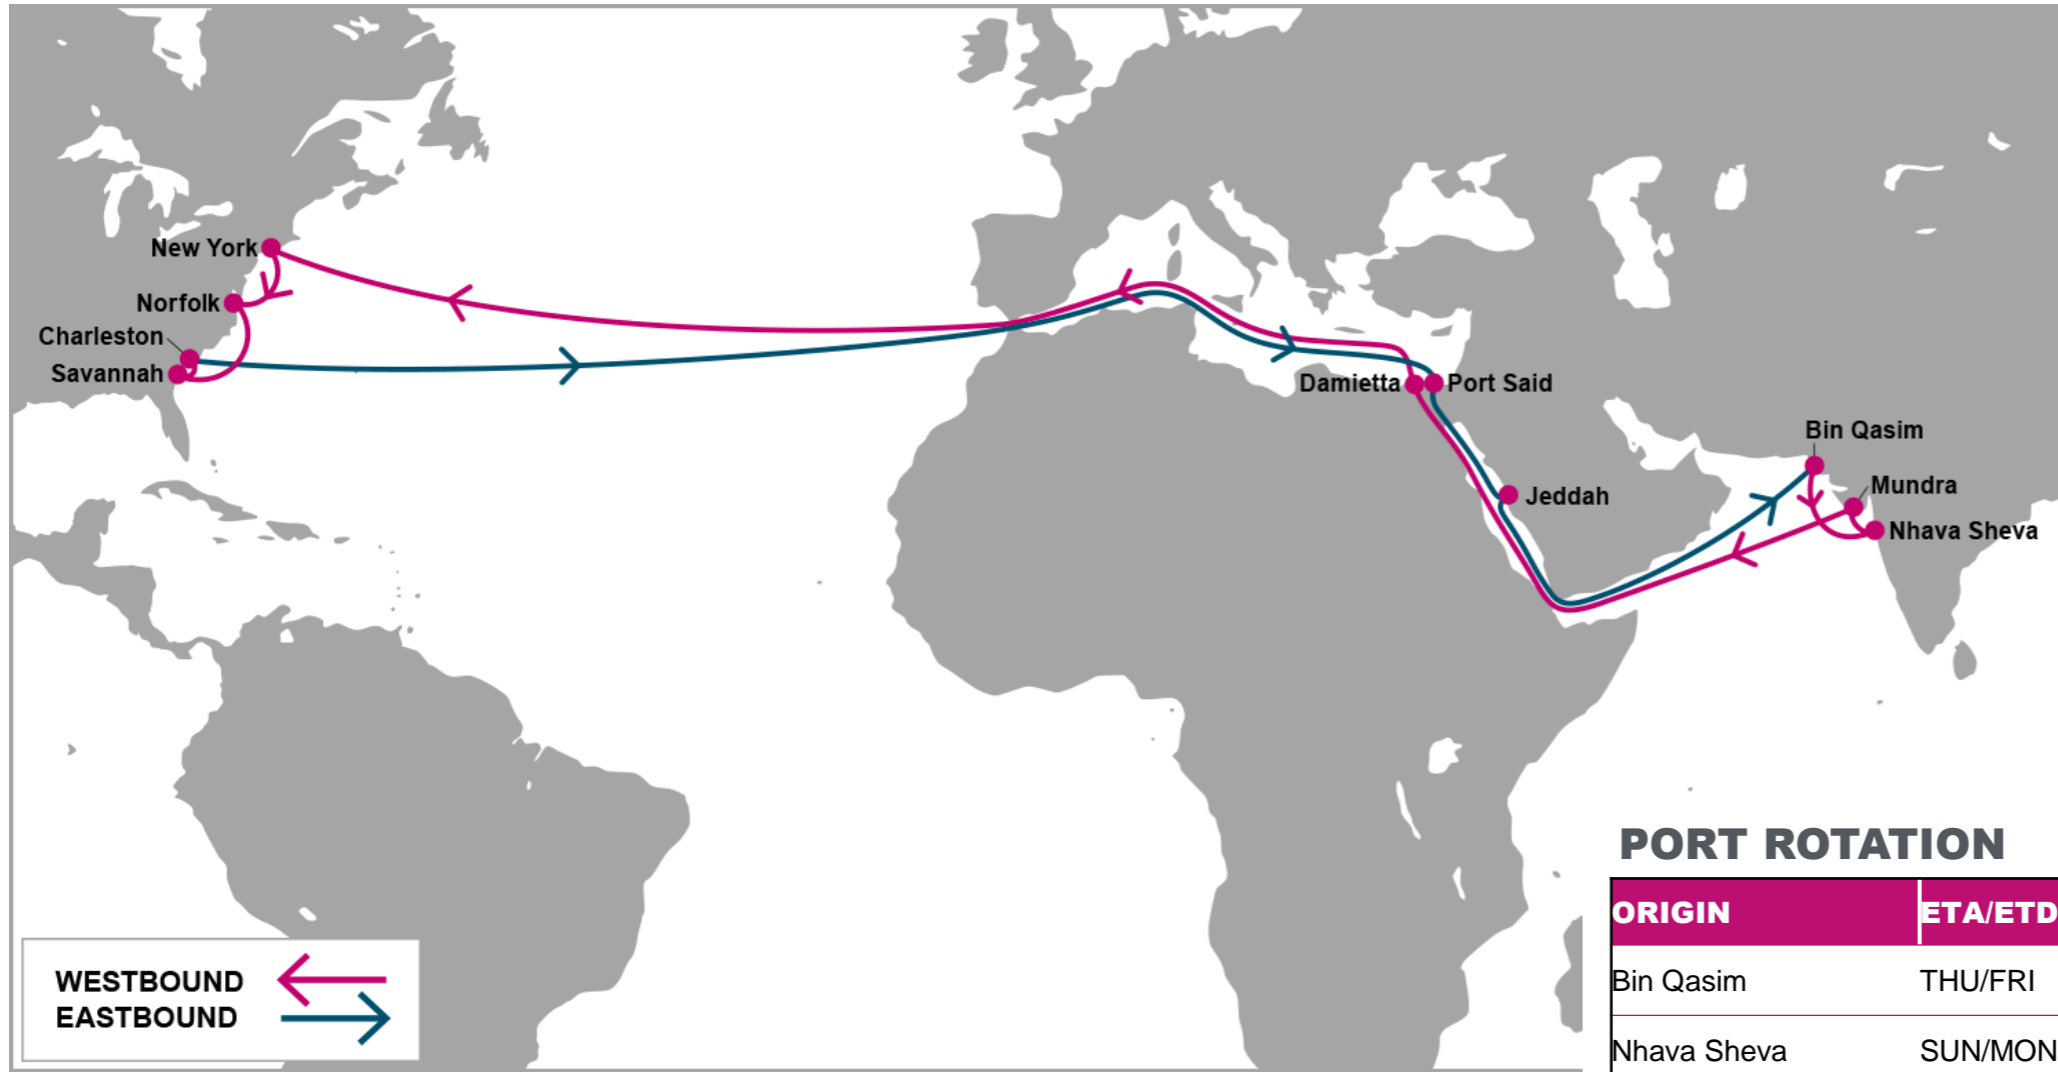 New York
Norfolk
Charleston
Savannah
Damietta
Port Said
Jeddah
Bin Qasim
Mundra
Nhava Sheva
WESTBOUND
EASTBOUND
PORT ROTATION
ORIGIN ETA/ETD
Bin Qasim THU/FRI
Nhava Sheva SUN/MON